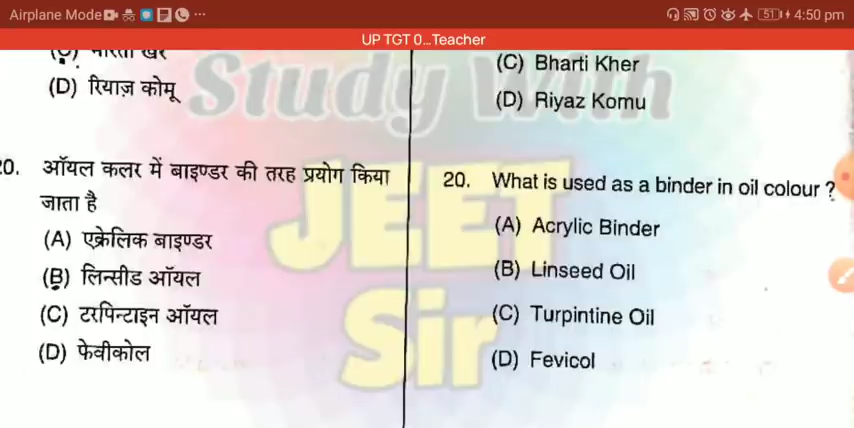 Airplane Mode
51
4:50 pm
UP TGT 0...Teacher
(D) रियाज़ कोमू
20. ऑयल कलर में बाइण्डर की तरह प्रयोग किया
जाता है
(A) एक्रेलिक बाइण्डर
(B) लिन्सीड ऑयल
(C) टरपिन्टाइन ऑयल
(D) फेवीकोल
(C) Bharti Kher
(D) Riyaz Komu
20. What is used as a binder in oil colour ?
(A) Acrylic Binder
(B) Linseed Oil
(C) Turpintine Oil
(D) Fevicol
Study With
JEET
Sir